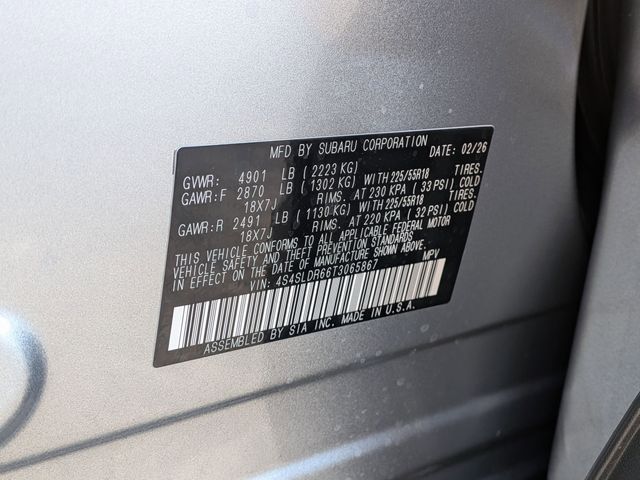 MFD BY SUBARU CORPORATION
DATE: 02/26
GVWR: 4901 LB ( 2223 KG)
GAWR:F 2870 LB ( 1302 KG) WITH 225/55R18 TIRES.
18X7J RIMS. AT 230 KPA ( 33 PSI) COLD
GAWR:R 2491 LB ( 1130 KG) WITH 225/55R18 TIRES.
18X7J RIMS. AT 220 KPA ( 32 PSI) COLD
THIS VEHICLE CONFORMS TO ALL APPLICABLE FEDERAL MOTOR
VEHICLE SAFETY AND THEFT PREVENTION STANDARDS
IN EFFECT ON THE DATE OF MANUFACTURE SHOWN ABOVE.
VIN: 4S4SLDR66T3065867 MPV
ASSEMBLED BY SIA INC. MADE IN U.S.A.